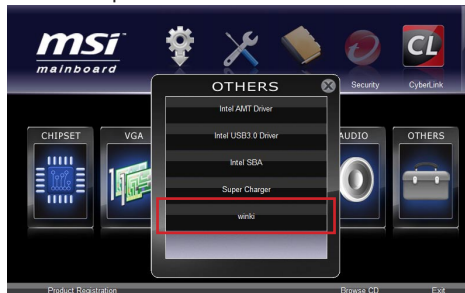 msi
mainboard
Security
CyberLink
CL
OTHERS
Intel AMT Driver
Intel USB3.0 Driver
Intel SBA
Super Charger
winki
CHIPSET
VGA
AUDIO
OTHERS
Product Registration
Browse CD
Exit